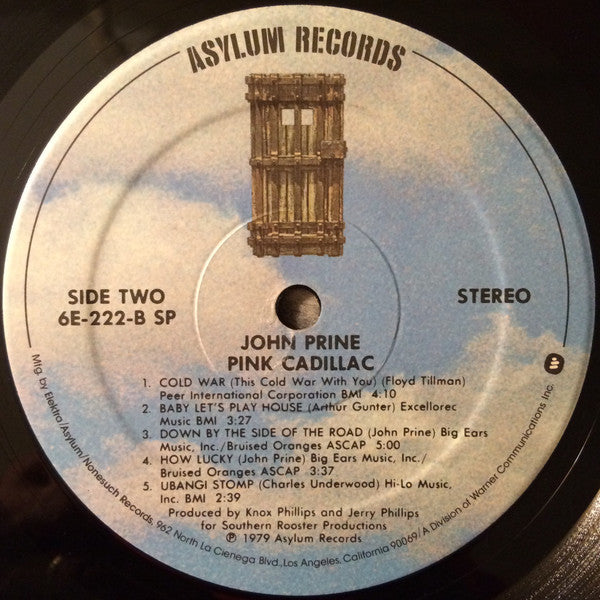 ASYLUM RECORDS
SIDE TWO
6E-222-B SP
STEREO
JOHN PRINE
PINK CADILLAC
1. COLD WAR (This Cold War With You) (Floyd Tillman)
Peer International Corporation BMI 4:10
2. BABY LET'S PLAY HOUSE (Arthur Gunter) Excellorec
Music BMI 3:27
3. DOWN BY THE SIDE OF THE ROAD (John Prine) Big Ears
Music, Inc./Bruised Oranges ASCAP 5:00
4. HOW LUCKY (John Prine) Big Ears Music, Inc./
Bruised Oranges ASCAP 3:37
5. UBANGI STOMP (Charles Underwood) Hi-Lo Music,
Inc. BMI 2:39
Produced by Knox Phillips and Jerry Phillips
for Southern Rooster Productions
℗ 1979 Asylum Records
Mfg. by Elektra/Asylum/Nonesuch Records, 962 North La Cienega Blvd., Los Angeles, California 90069/A Division of Warner Communications Inc.